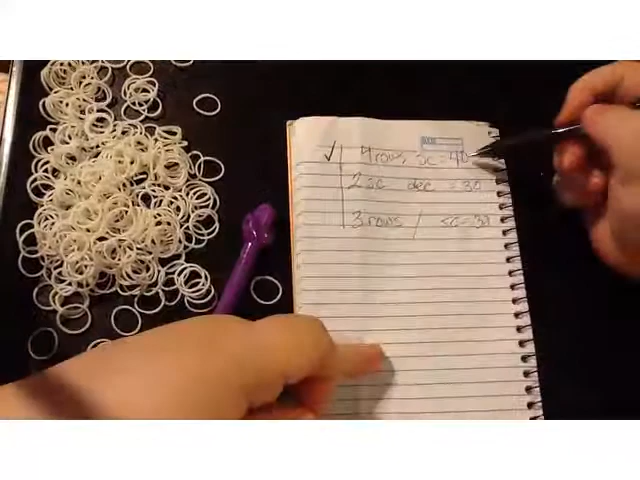 ✓ 4 rows sc = 40
2 sc dec = 30
3 rows / sc = 30